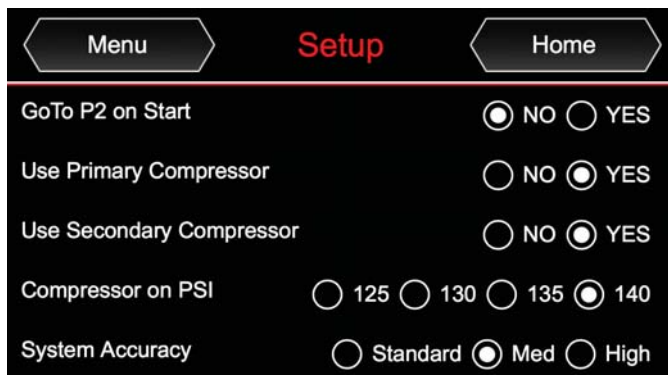 Menu Setup Home
GoTo P2 on Start NO YES
Use Primary Compressor NO YES
Use Secondary Compressor NO YES
Compressor on PSI 125 130 135 140
System Accuracy Standard Med High